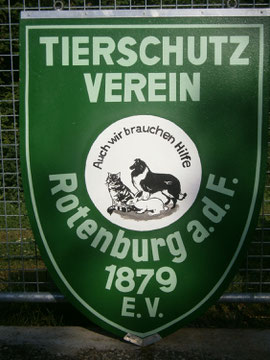 TIERSCHUTZ
VEREIN
Auch wir brauchen Hilfe
Rotenburg a.d.F.
1879
E.V.